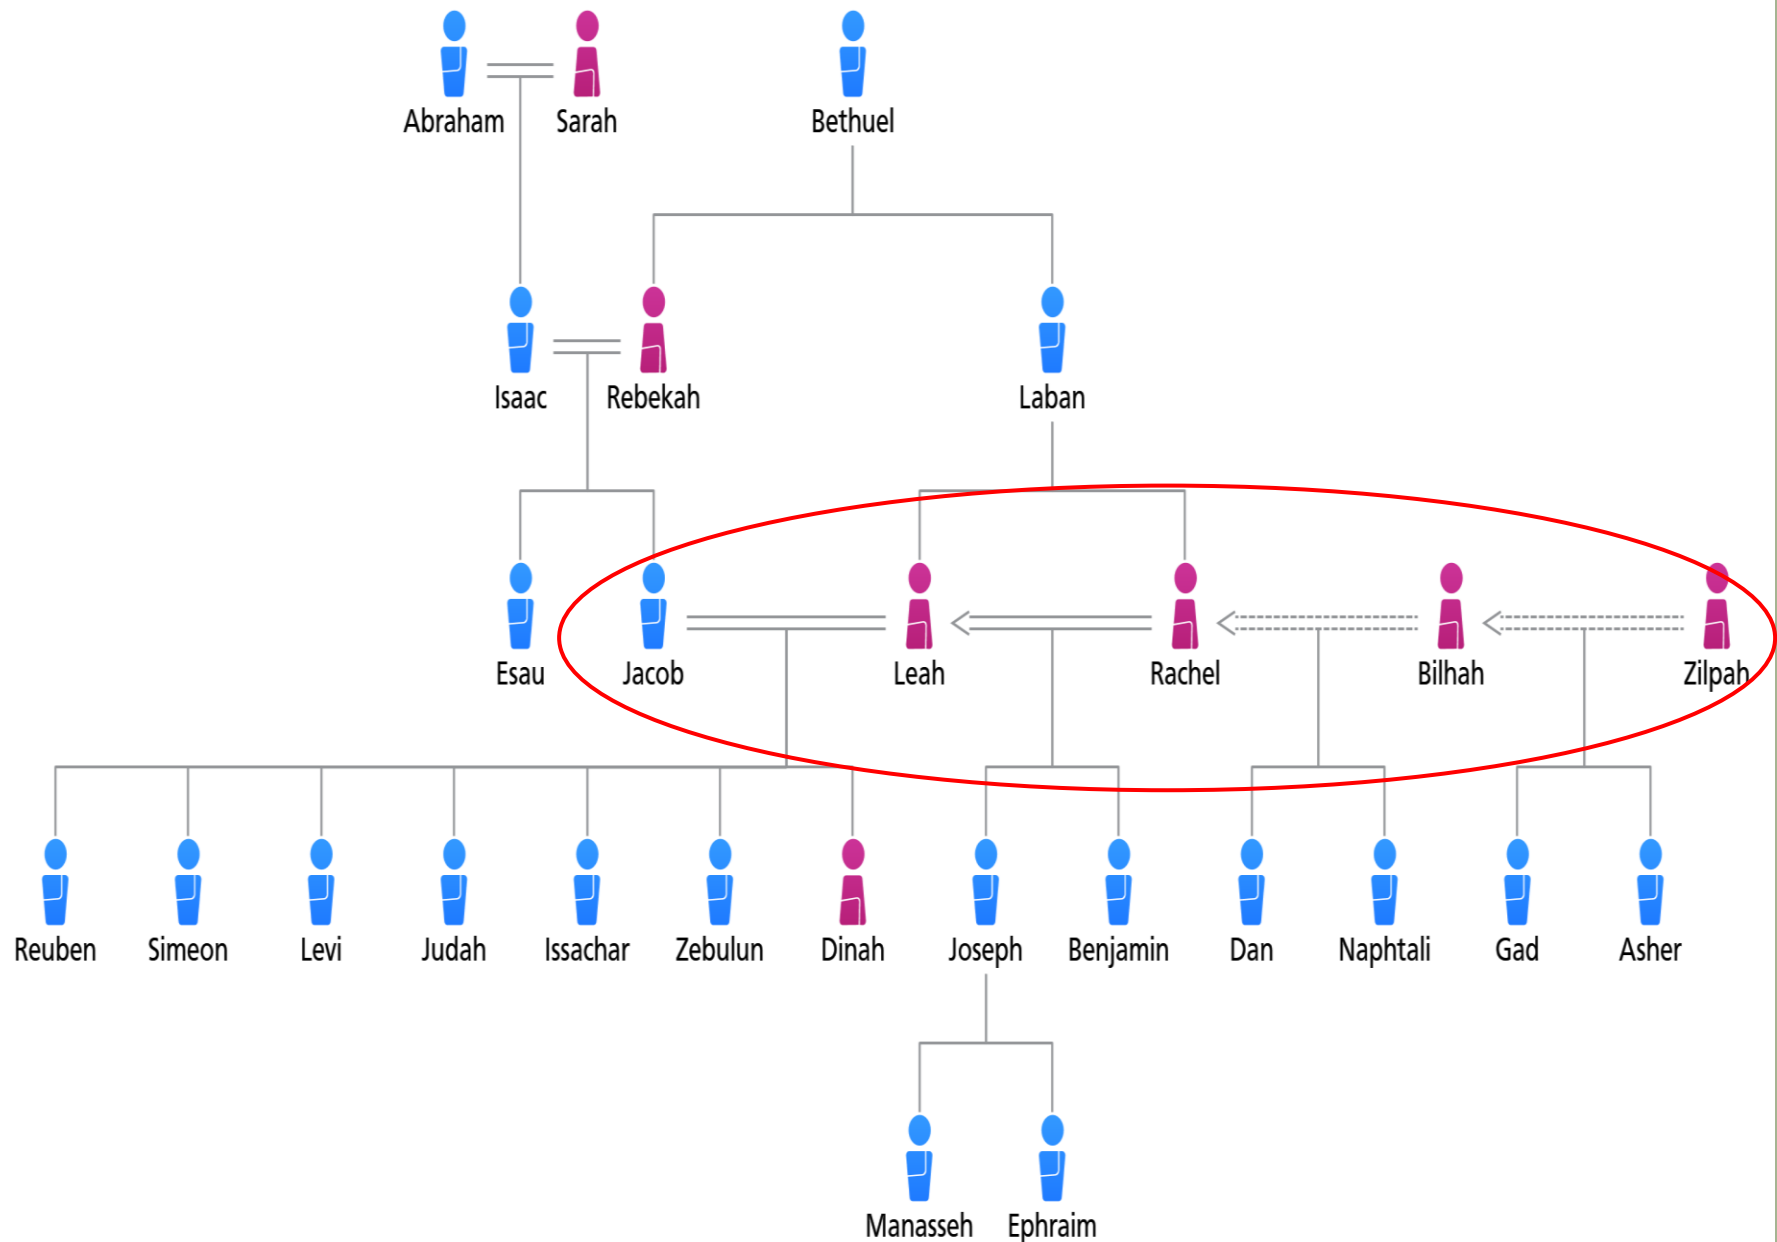 Abraham Sarah Bethuel
Isaac Rebekah Laban
Esau Jacob Leah Rachel Bilhah Zilpah
Reuben Simeon Levi Judah Issachar Zebulun Dinah Joseph Benjamin Dan Naphtali Gad Asher
Manasseh Ephraim